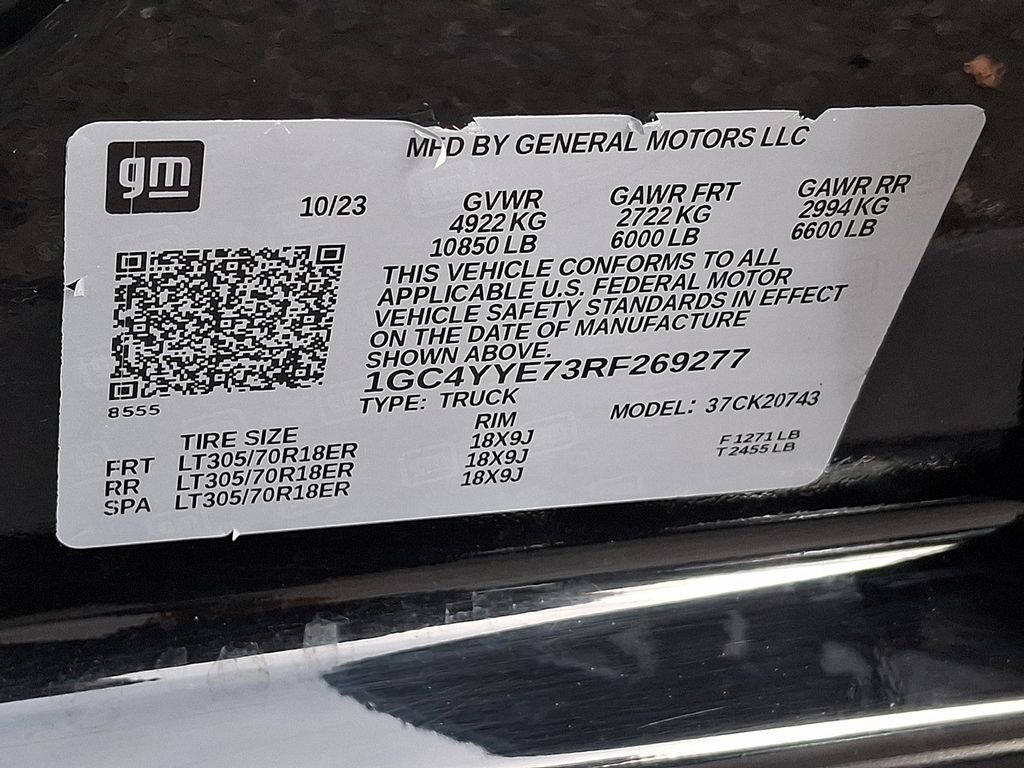 gm
MFD BY GENERAL MOTORS LLC
10/23
GVWR GAWR FRT GAWR RR
4922 KG 2722 KG 2994 KG
10850 LB 6000 LB 6600 LB
THIS VEHICLE CONFORMS TO ALL
APPLICABLE U.S. FEDERAL MOTOR
VEHICLE SAFETY STANDARDS IN EFFECT
ON THE DATE OF MANUFACTURE
SHOWN ABOVE.
1GC4YYE73RF269277
8555
TYPE: TRUCK MODEL: 37CK20743
TIRE SIZE RIM
FRT LT305/70R18ER 18X9J
RR LT305/70R18ER 18X9J
SPA LT305/70R18ER 18X9J
F 1271 LB
T 2455 LB